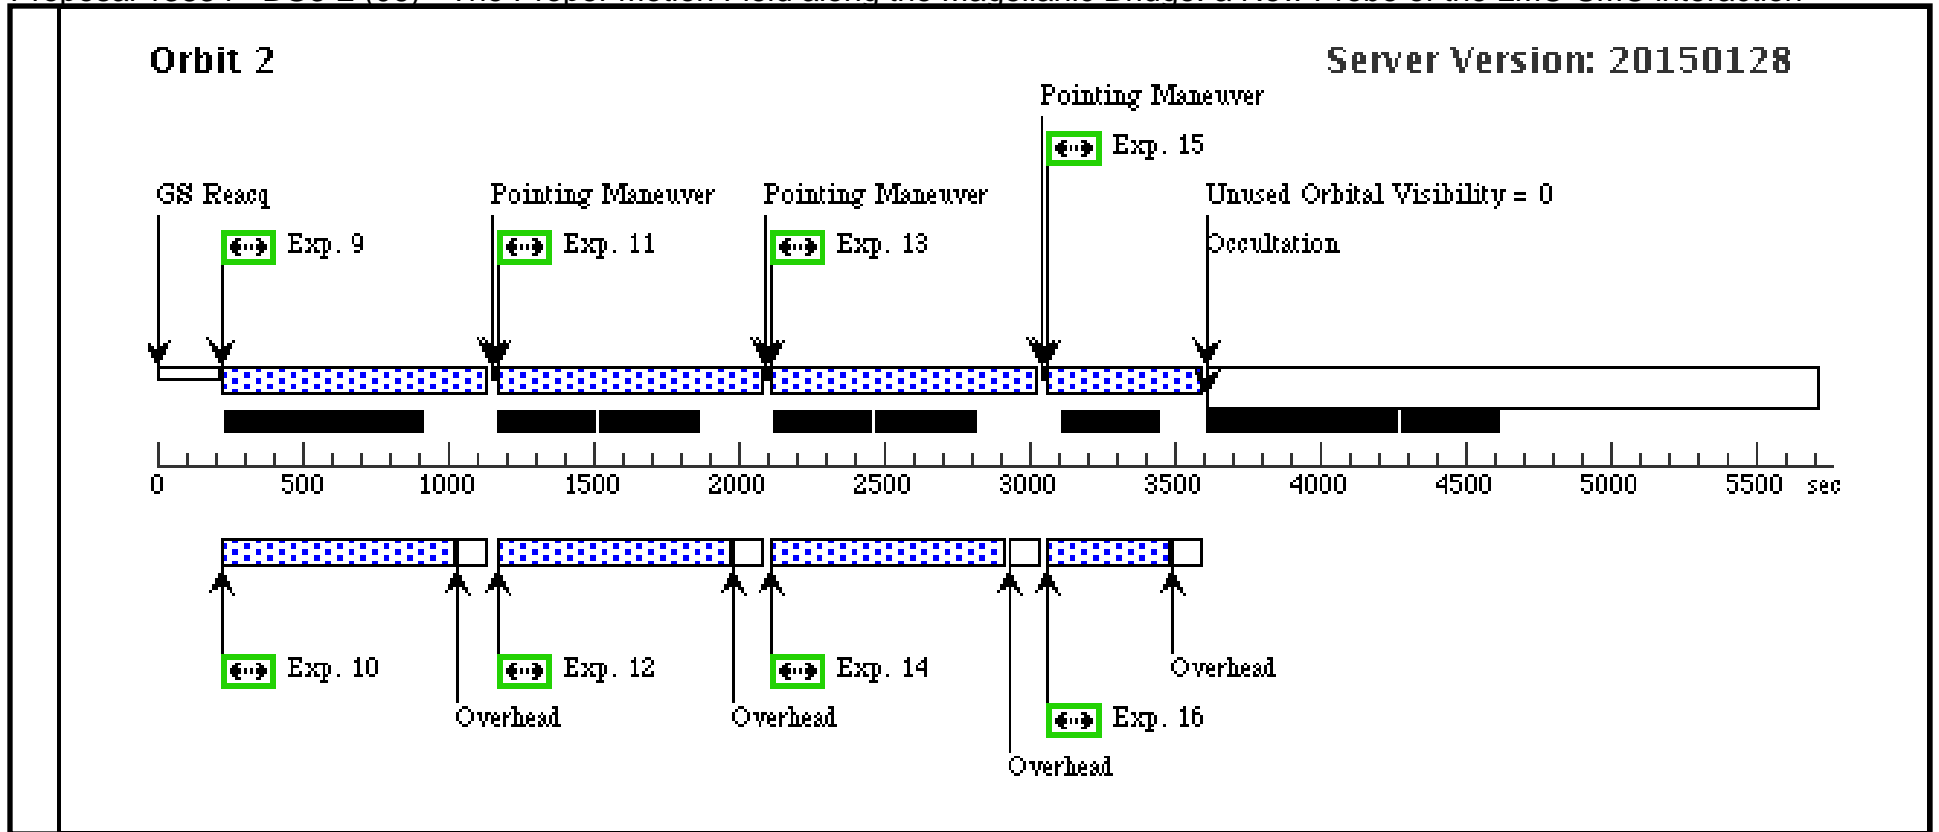 Orbit 2
Server Version: 20150128
Pointing Maneuver
Exp. 15
GS Reacq
Pointing Maneuver
Pointing Maneuver
Unused Orbital Visibility = 0
Exp. 9
Exp. 11
Exp. 13
Occultation
0 500 1000 1500 2000 2500 3000 3500 4000 4500 5000 5500 sec
Exp. 10
Exp. 12
Exp. 14
Overhead
Overhead
Overhead
Exp. 16
Overhead